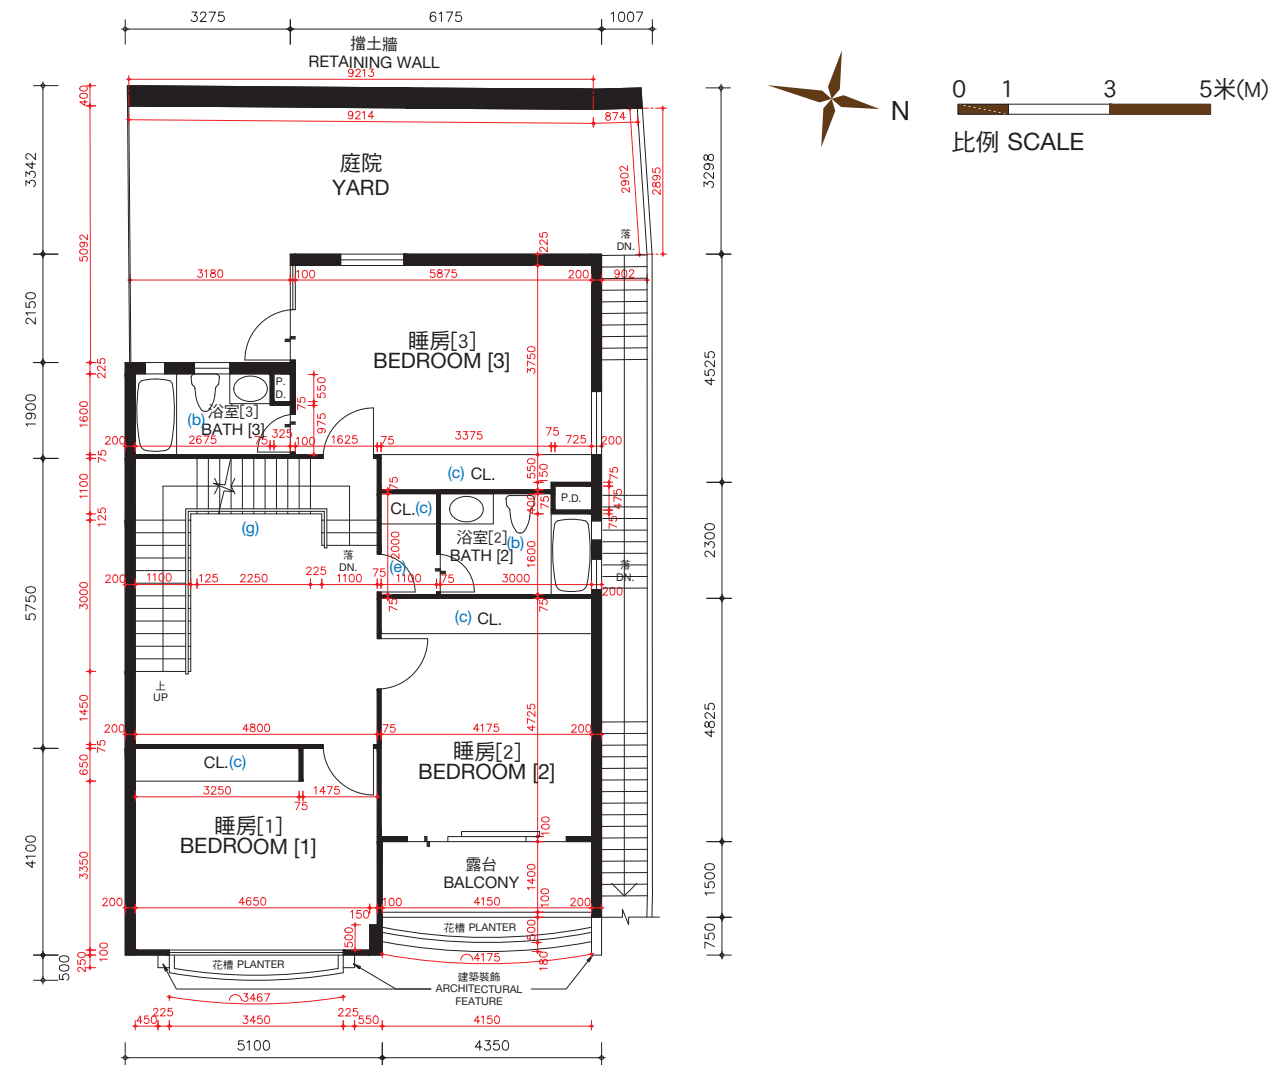 3275 6175 1007
擋土牆
RETAINING WALL
9213
400
9214 874
N
0 1 3 5米(M)
比例 SCALE
庭院
YARD
3342
5092
2902
2895
3298
落
DN.
225
3180 100 5875 200 902
2150
睡房[3]
BEDROOM [3]
3750
4525
225
P.
D.
550
75
975
1900
1600
(b)
浴室[3]
BATH [3]
325
200 2675 75 100 1625 75 3375 75 725 200
75
(c) CL.
550
150
75
1100
75
CL.(c)
400
75
P.D.
475
75
125
(g)
浴室[2]
BATH [2]
(b)
2000
1600
2300
落
DN.
落
DN.
(e)
200 1100 125 2250 225 1100 75 1100 75 3000 200
75
75
5750
3000
(c) CL.
上
UP
1450
4725
4825
200 4800 75 4175 200
75
650
CL.(c)
3250 1475
75
睡房[2]
BEDROOM [2]
睡房[1]
BEDROOM [1]
100
4100
3350
露台
BALCONY
1400
1500
200 4650 150 100 4150 100 200
500
花槽 PLANTER
500
750
100
250
500
花槽 PLANTER
4175
180
建築裝飾
ARCHITECTURAL
FEATURE
3467
225 225
450 3450 550 4150
5100 4350